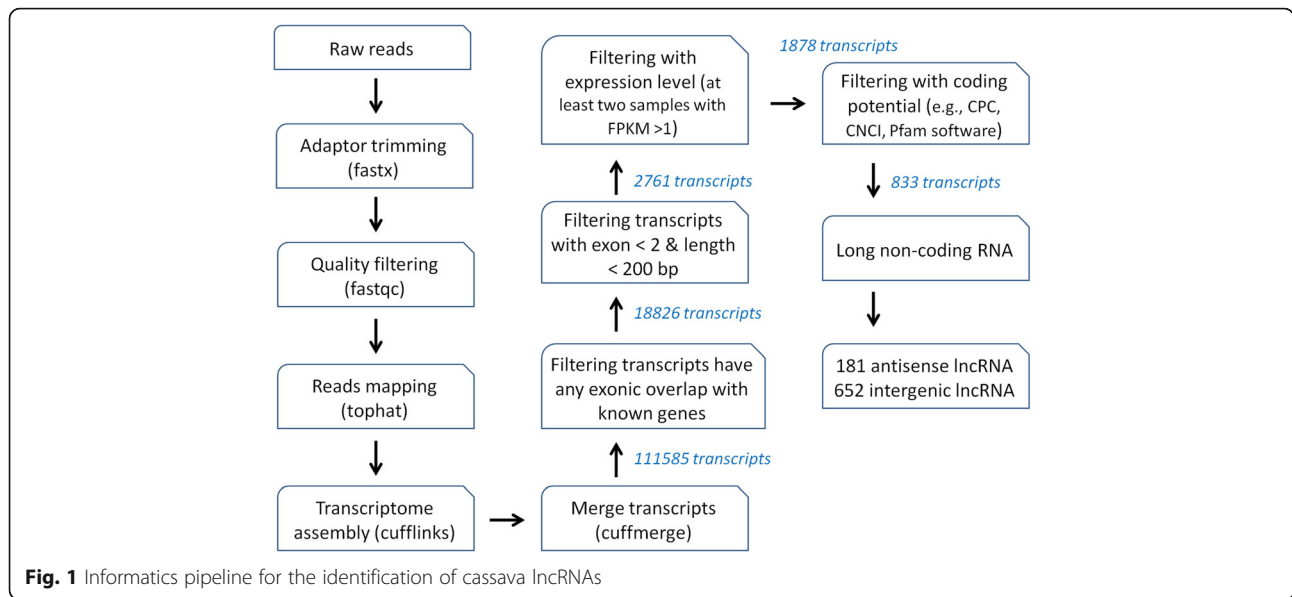 Raw reads
Adaptor trimming
(fastx)
Quality filtering
(fastqc)
Reads mapping
(tophat)
Transcriptome
assembly (cufflinks)
Merge transcripts
(cuffmerge)
111585 transcripts
Filtering transcripts have
any exonic overlap with
known genes
18826 transcripts
Filtering transcripts
with exon < 2 & length
< 200 bp
2761 transcripts
Filtering with
expression level (at
least two samples with
FPKM >1)
1878 transcripts
Filtering with coding
potential (e.g., CPC,
CNCI, Pfam software)
833 transcripts
Long non-coding RNA
181 antisense lncRNA
652 intergenic lncRNA
Fig. 1 Informatics pipeline for the identification of cassava lncRNAs